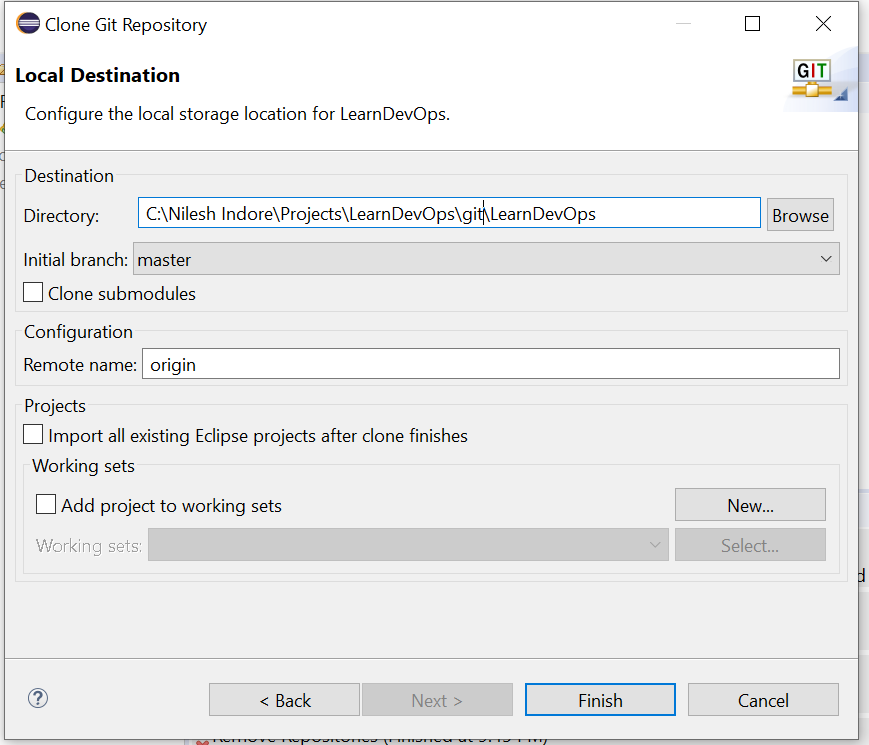 Clone Git Repository
Local Destination
GIT
Configure the local storage location for LearnDevOps.
Destination
Directory: C:\Nilesh Indore\Projects\LearnDevOps\git\LearnDevOps Browse
Initial branch: master
Clone submodules
Configuration
Remote name: origin
Projects
Import all existing Eclipse projects after clone finishes
Working sets
Add project to working sets New...
Working sets: Select...
? < Back Next > Finish Cancel